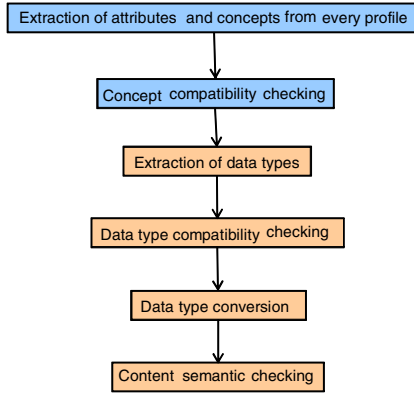 Extraction of attributes and concepts from every profile
Concept compatibility checking
Extraction of data types
Data type compatibility checking
Data type conversion
Content semantic checking